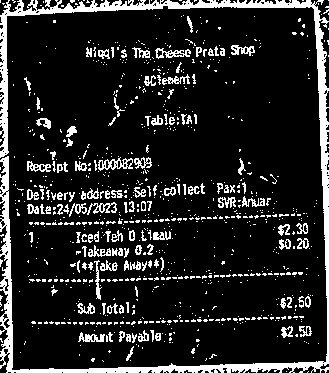 Niqqi's The Cheese Prata Shop
@Clementi
Table:TA1
Receipt No:1000082909
Delivery address: Self collect Pax:1
Date:24/05/2023 13:07 SVR:Anuar
1 Iced Teh O Limau $2.30
-Takeaway 0.2 $0.20
-(**Take Away**)
Sub Total: $2.50
Amount Payable : $2.50